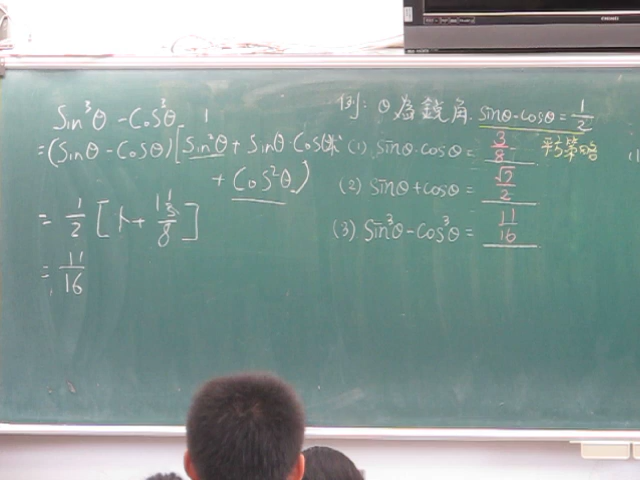 Sin³θ - Cos³θ
= (Sinθ - Cosθ) [Sin²θ + Sinθ·Cosθ
+ Cos²θ)
= 1/2 [1 + 3/8]
= 11/16
例: θ為銳角, sinθ-cosθ = 1/2
(1) sinθ·cosθ = 3/8 平方策略
(2) sinθ+cosθ = √7/2
(3) sin³θ-cos³θ = 11/16
CHIMEI